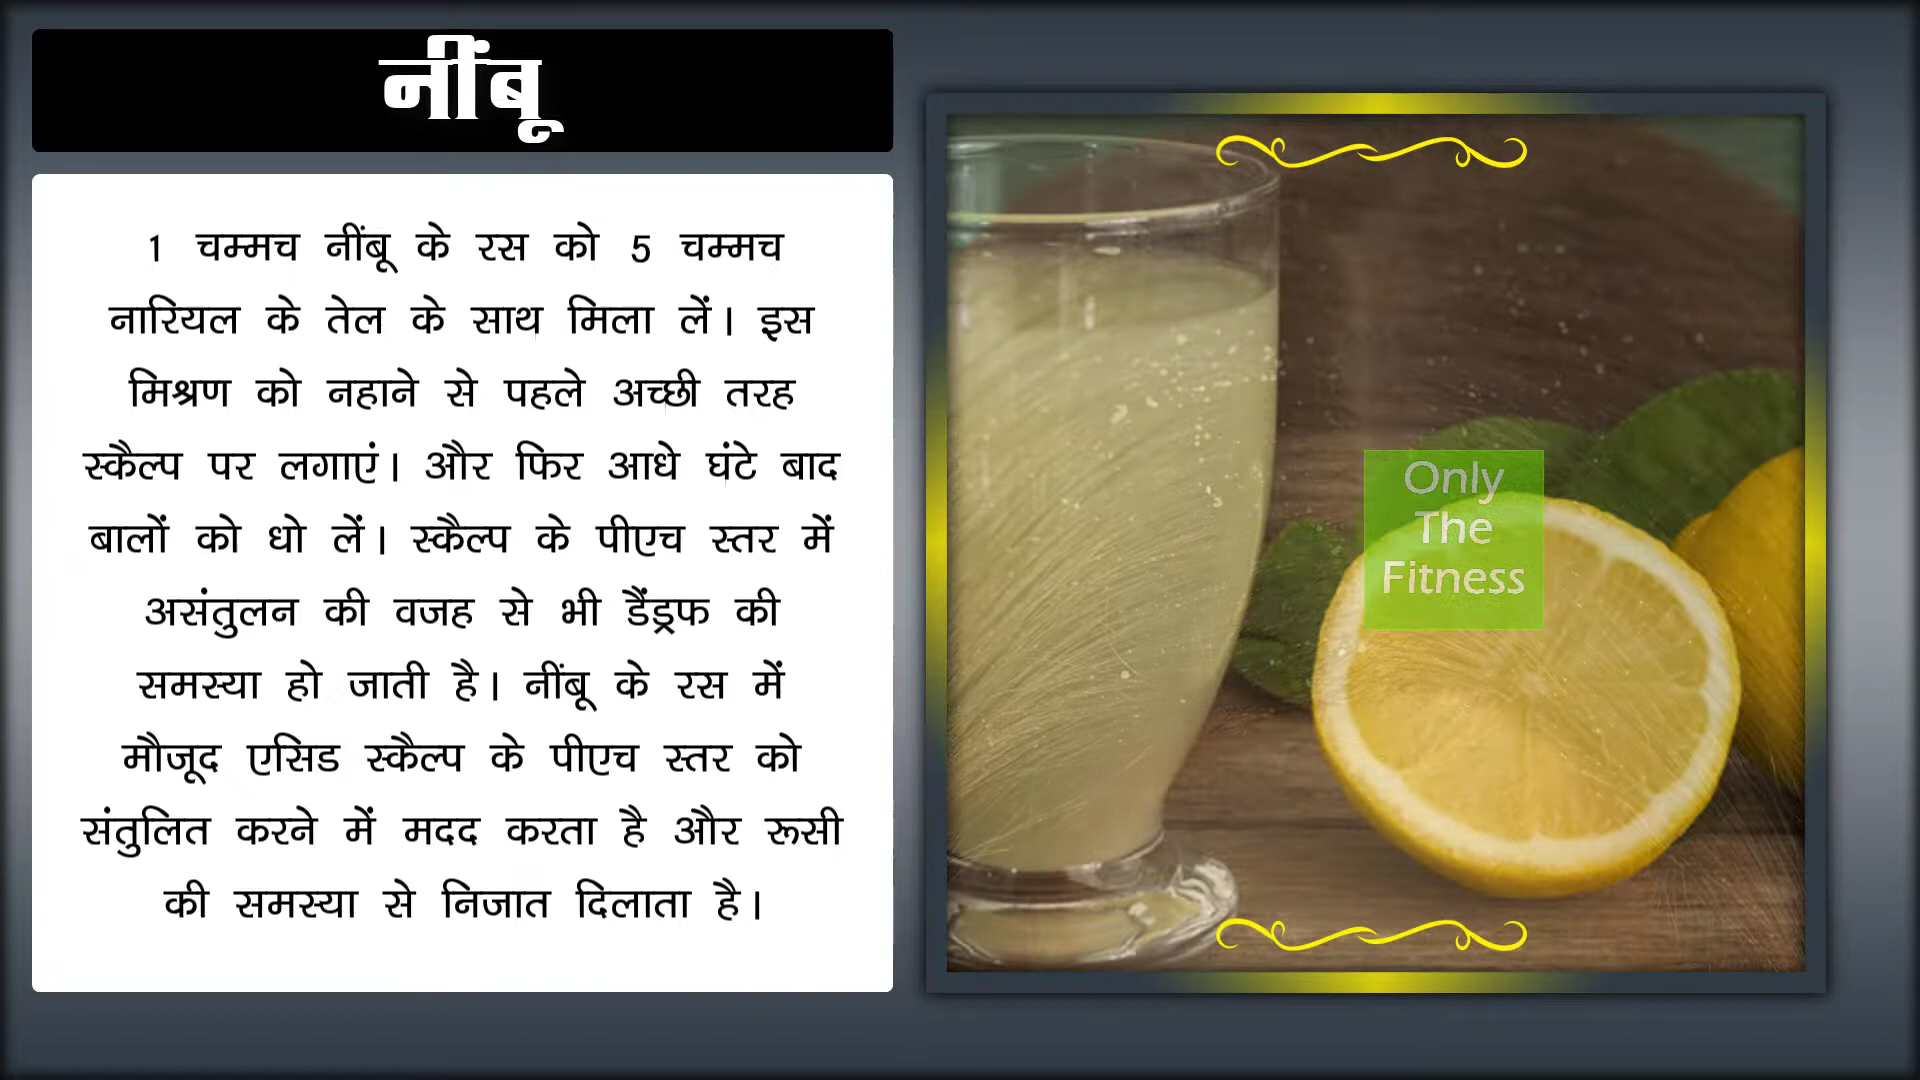 नींबू
1 चम्मच नींबू के रस को 5 चम्मच
नारियल के तेल के साथ मिला लें। इस
मिश्रण को नहाने से पहले अच्छी तरह
स्कैल्प पर लगाएं। और फिर आधे घंटे बाद
बालों को धो लें। स्कैल्प के पीएच स्तर में
असंतुलन की वजह से भी डैंड्रफ की
समस्या हो जाती है। नींबू के रस में
मौजूद एसिड स्कैल्प के पीएच स्तर को
संतुलित करने में मदद करता है और रूसी
की समस्या से निजात दिलाता है।
Only
The
Fitness